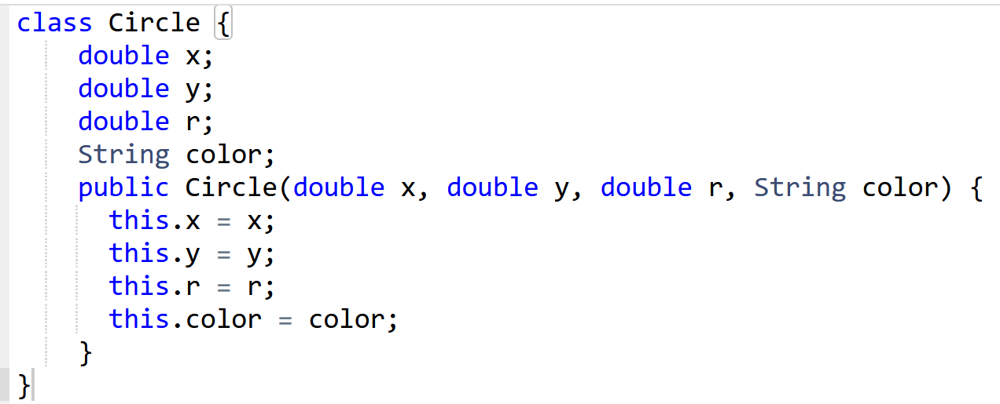 class Circle {
    double x;
    double y;
    double r;
    String color;
    public Circle(double x, double y, double r, String color) {
      this.x = x;
      this.y = y;
      this.r = r;
      this.color = color;
    }
}